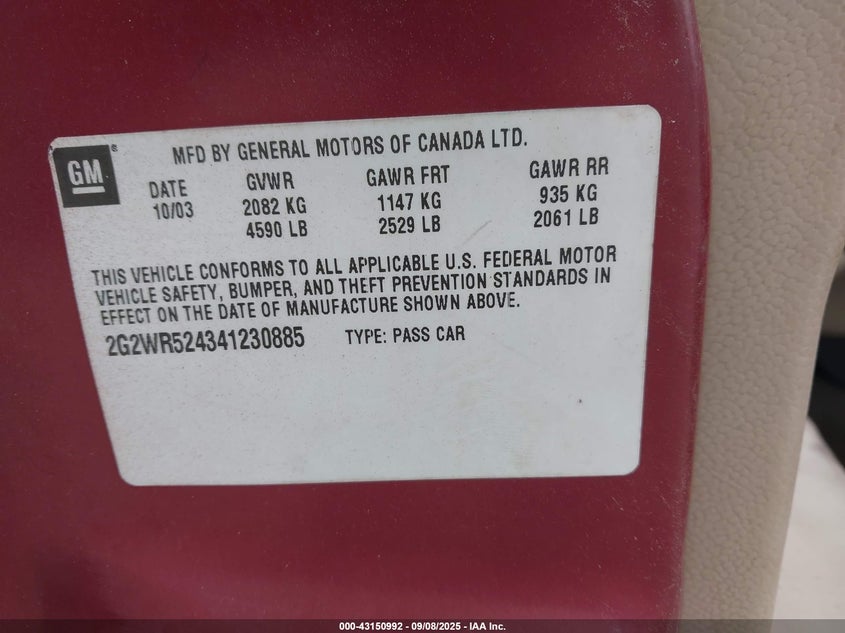 GM®
MFD BY GENERAL MOTORS OF CANADA LTD.
DATE GVWR GAWR FRT GAWR RR
10/03 2082 KG 1147 KG 935 KG
4590 LB 2529 LB 2061 LB
THIS VEHICLE CONFORMS TO ALL APPLICABLE U.S. FEDERAL MOTOR
VEHICLE SAFETY, BUMPER, AND THEFT PREVENTION STANDARDS IN
EFFECT ON THE DATE OF MANUFACTURE SHOWN ABOVE.
2G2WR524341230885 TYPE: PASS CAR
000-43150992 - 09/08/2025 - IAA Inc.